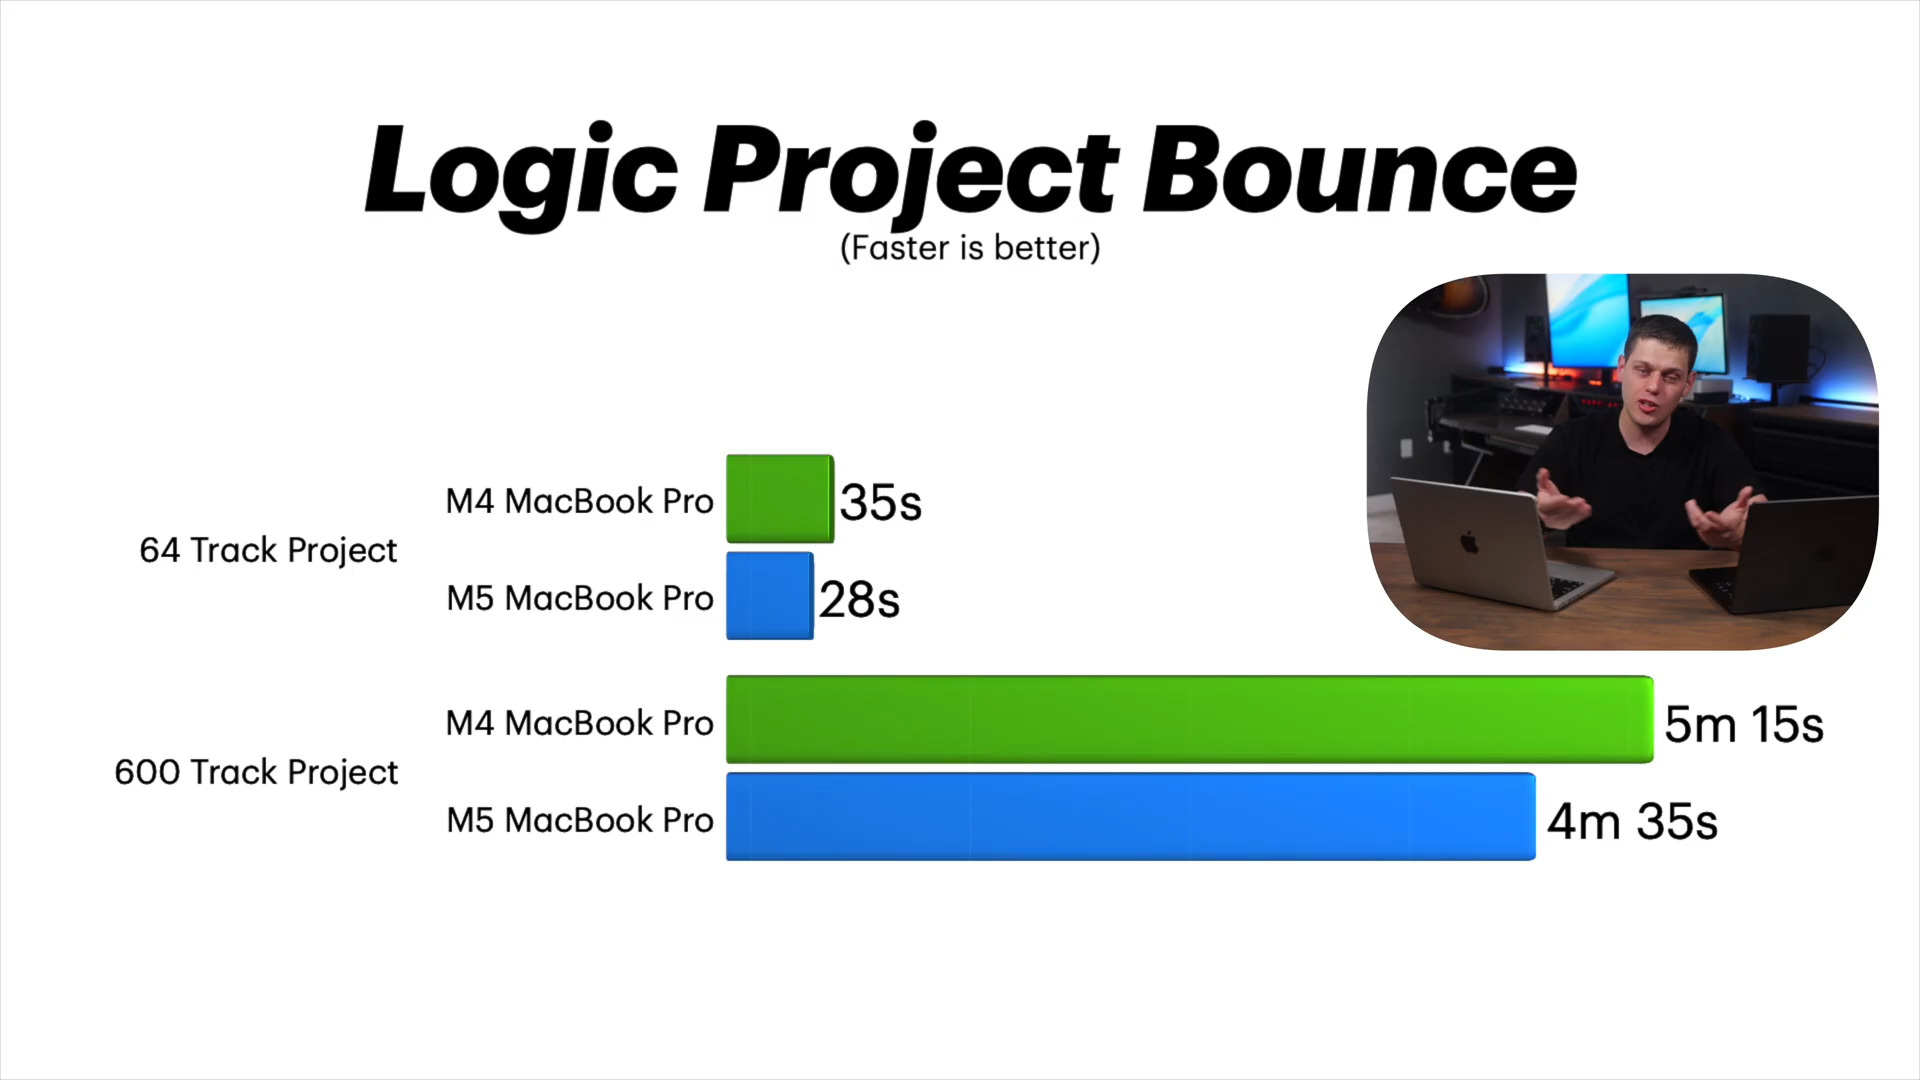 Logic Project Bounce
(Faster is better)
64 Track Project
M4 MacBook Pro 35s
M5 MacBook Pro 28s
600 Track Project
M4 MacBook Pro 5m 15s
M5 MacBook Pro 4m 35s